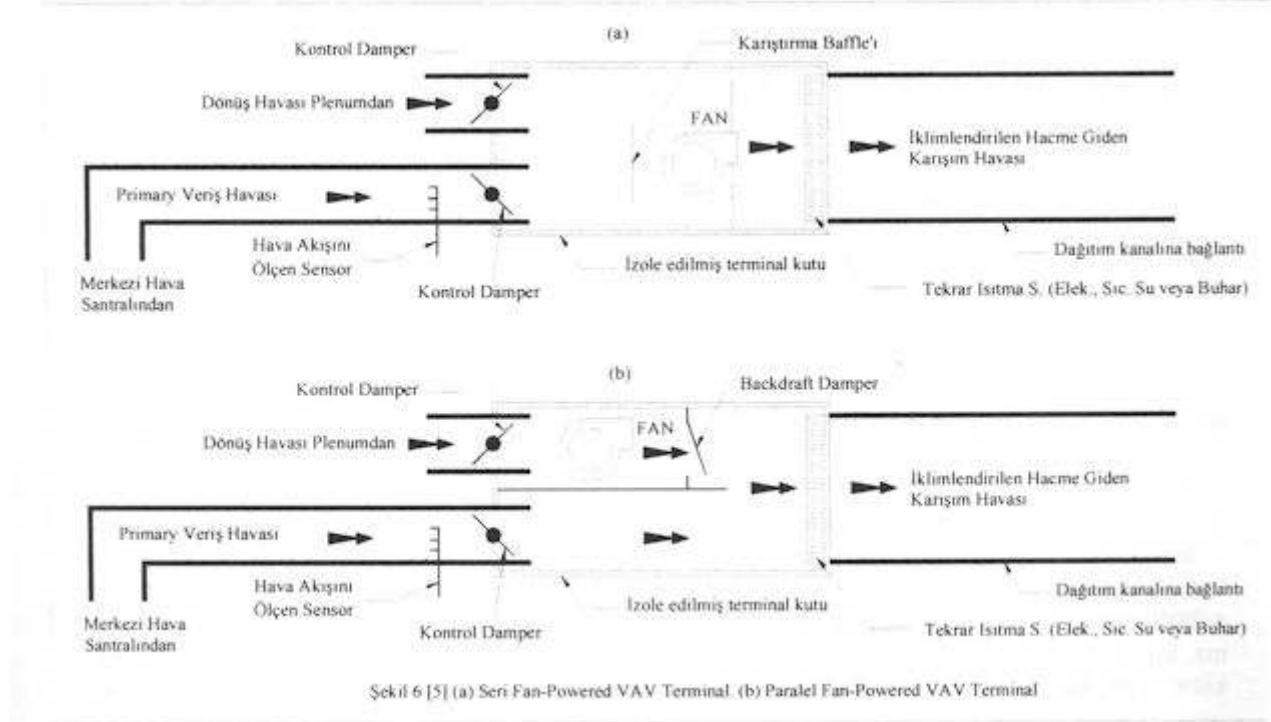 (a)
Kontrol Damper
Karıştırma Baffle'ı
Dönüş Havası Plenumdan
FAN
İklimlendirilen Hacme Giden
Karışım Havası
Primary Veriş Havası
Hava Akışını
Ölçen Sensor
Dağıtım kanalına bağlantı
İzole edilmiş terminal kutu
Merkezi Hava
Santralından
Kontrol Damper
Tekrar Isıtma S. (Elek., Sıc. Su veya Buhar)
(b)
Kontrol Damper
Backdraft Damper
FAN
Dönüş Havası Plenumdan
İklimlendirilen Hacme Giden
Karışım Havası
Primary Veriş Havası
Hava Akışını
Ölçen Sensor
Dağıtım kanalına bağlantı
İzole edilmiş terminal kutu
Merkezi Hava
Santralından
Kontrol Damper
Tekrar Isıtma S. (Elek., Sıc. Su veya Buhar)
Şekil 6 [5] (a) Seri Fan-Powered VAV Terminal. (b) Paralel Fan-Powered VAV Terminal